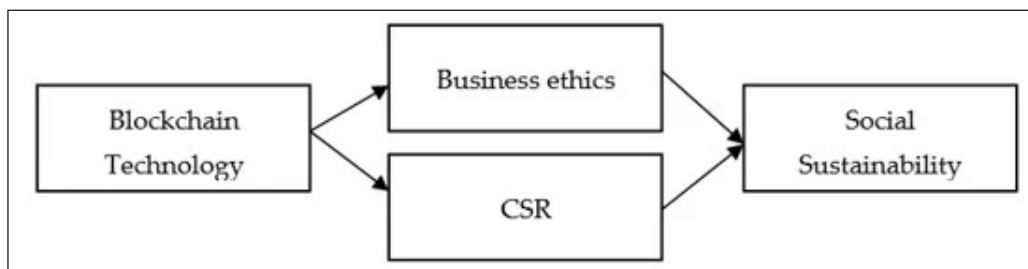 Blockchain
Technology
Business ethics
CSR
Social
Sustainability